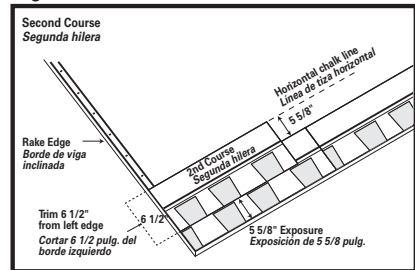 Second Course
Segunda hilera
Horizontal chalk line
Línea de tiza horizontal
5 5/8"
Rake Edge
Borde de viga
inclinada
2nd Course
Segunda hilera
Trim 6 1/2"
from left edge
Cortar 6 1/2 pulg. del
borde izquierdo
6 1/2"
5 5/8" Exposure
Exposición de 5 5/8 pulg.